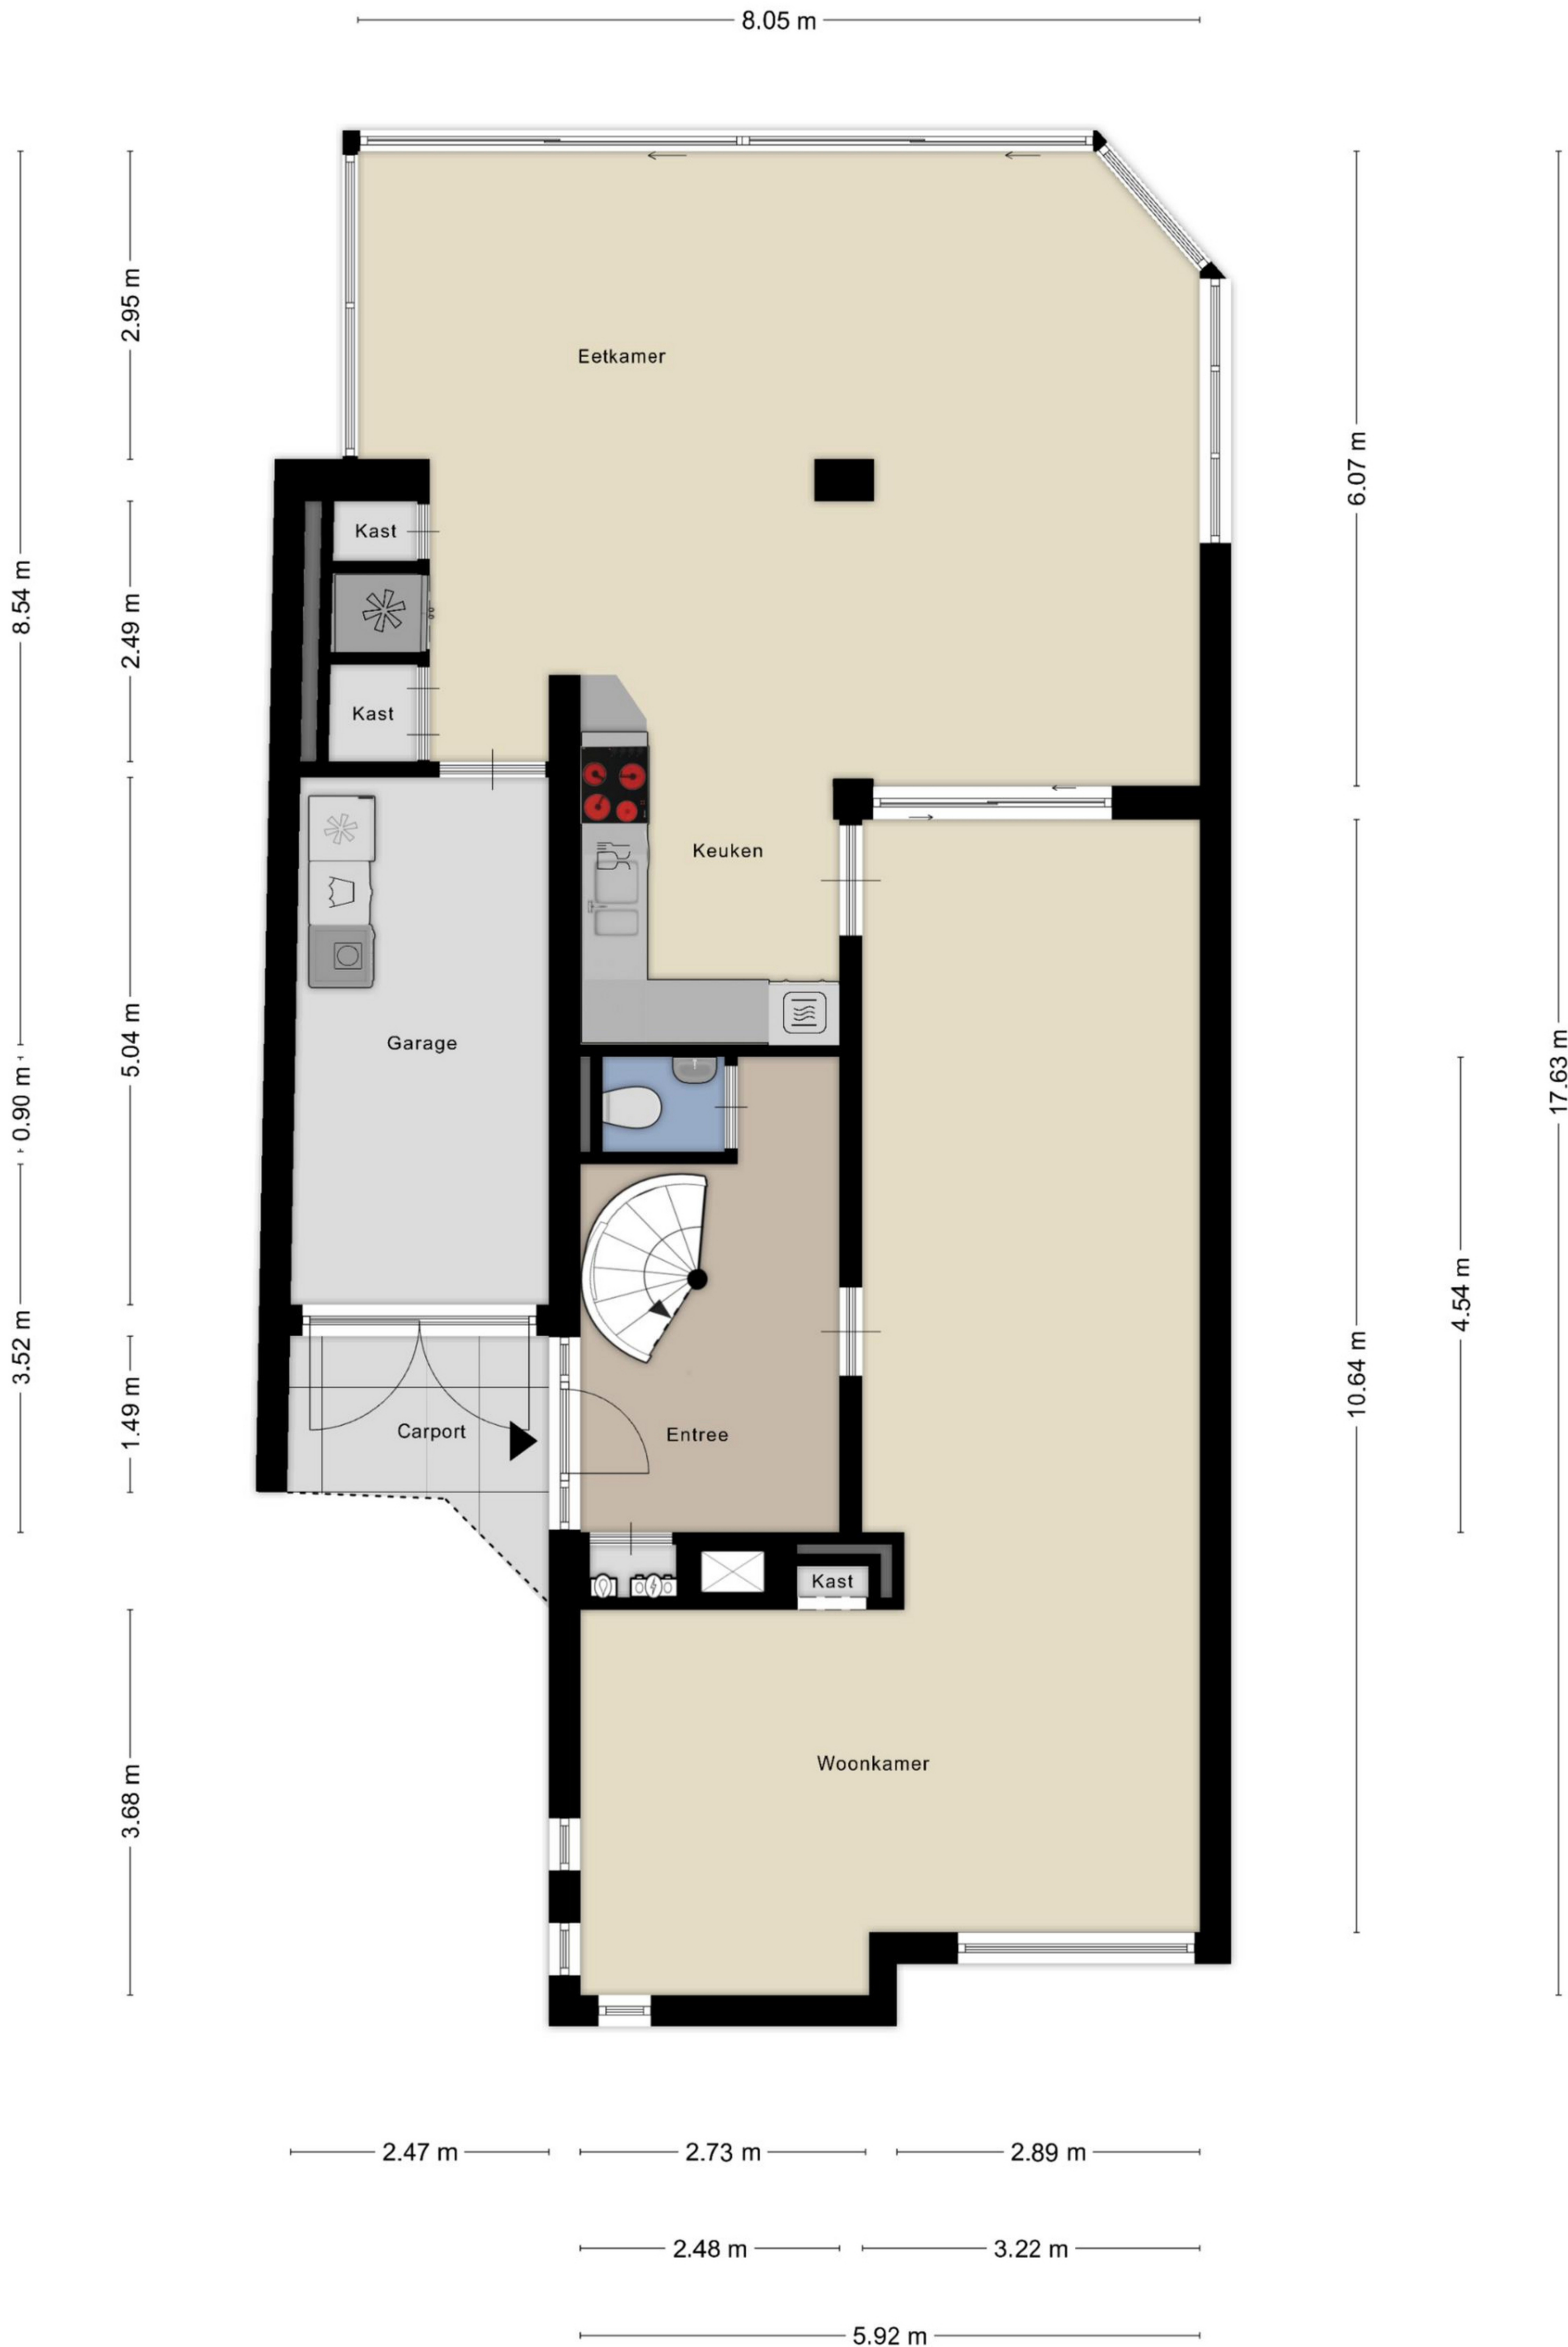 8.05 m
Eetkamer
2.95 m
6.07 m
Kast
8.54 m
2.49 m
Kast
Keuken
Garage
5.04 m
0.90 m
17.63 m
4.54 m
3.52 m
10.64 m
1.49 m
Carport
Entree
Kast
Woonkamer
3.68 m
2.47 m
2.73 m
2.89 m
2.48 m
3.22 m
5.92 m